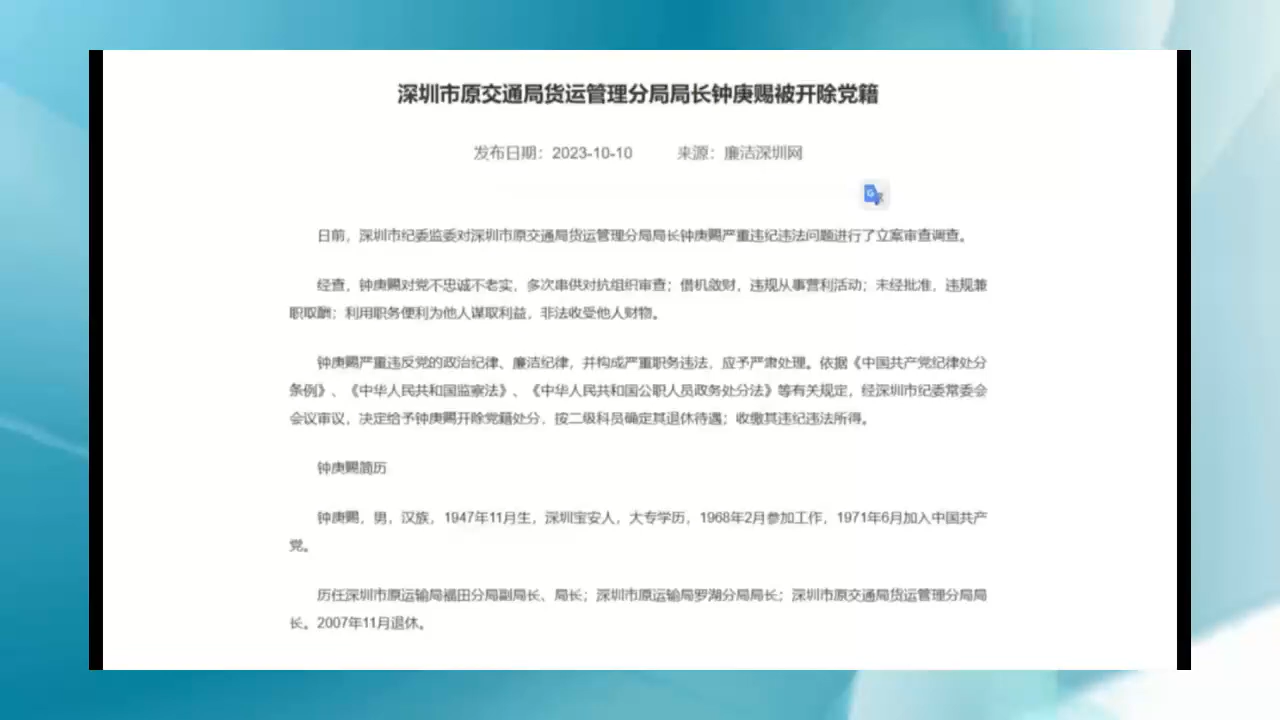 深圳市原交通局货运管理分局局长钟庚赐被开除党籍
发布日期：2023-10-10 来源：廉洁深圳网
日前，深圳市纪委监委对深圳市原交通局货运管理分局局长钟庚赐严重违纪违法问题进行了立案审查调查。
经查，钟庚赐对党不忠诚不老实，多次串供对抗组织审查；借机敛财，违规从事营利活动；未经批准，违规兼
职取酬；利用职务便利为他人谋取利益，非法收受他人财物。
钟庚赐严重违反党的政治纪律、廉洁纪律，并构成严重职务违法，应予严肃处理。依据《中国共产党纪律处分
条例》、《中华人民共和国监察法》、《中华人民共和国公职人员政务处分法》等有关规定，经深圳市纪委常委会
会议审议，决定给予钟庚赐开除党籍处分，按二级科员确定其退休待遇；收缴其违纪违法所得。
钟庚赐简历
钟庚赐，男，汉族，1947年11月生，深圳宝安人，大专学历，1968年2月参加工作，1971年6月加入中国共产
党。
历任深圳市原运输局福田分局副局长、局长；深圳市原运输局罗湖分局局长；深圳市原交通局货运管理分局局
长。2007年11月退休。